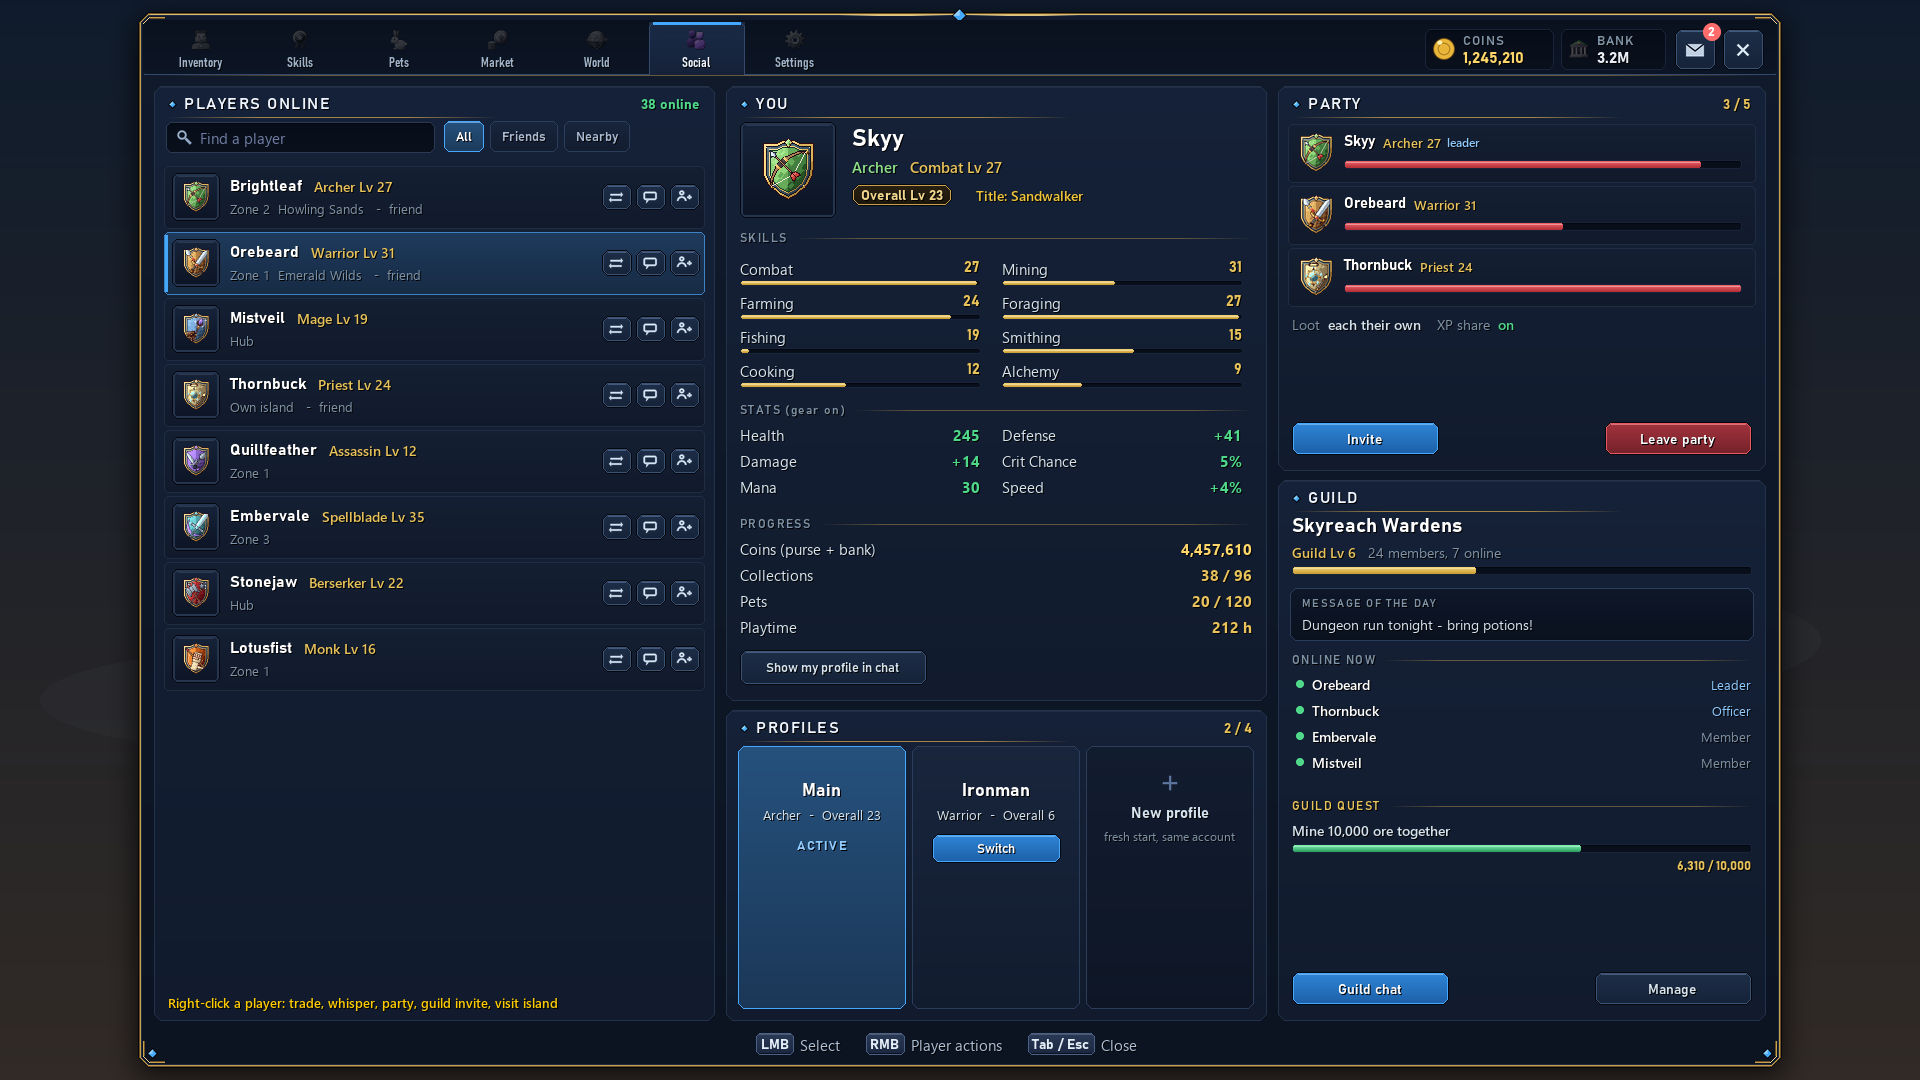 Inventory
Skills
Pets
Market
World
Social
Settings
COINS
1,245,210
BANK
3.2M
2
PLAYERS ONLINE
38 online
Find a player
All
Friends
Nearby
Brightleaf Archer Lv 27
Zone 2 Howling Sands - friend
Orebeard Warrior Lv 31
Zone 1 Emerald Wilds - friend
Mistveil Mage Lv 19
Hub
Thornbuck Priest Lv 24
Own island - friend
Quillfeather Assassin Lv 12
Zone 1
Embervale Spellblade Lv 35
Zone 3
Stonejaw Berserker Lv 22
Hub
Lotusfist Monk Lv 16
Zone 1
Right-click a player: trade, whisper, party, guild invite, visit island
YOU
Skyy
Archer Combat Lv 27
Overall Lv 23 Title: Sandwalker
SKILLS
Combat 27 Mining 31
Farming 24 Foraging 27
Fishing 19 Smithing 15
Cooking 12 Alchemy 9
STATS (gear on)
Health 245 Defense +41
Damage +14 Crit Chance 5%
Mana 30 Speed +4%
PROGRESS
Coins (purse + bank) 4,457,610
Collections 38 / 96
Pets 20 / 120
Playtime 212 h
Show my profile in chat
PROFILES 2 / 4
Main
Archer - Overall 23
ACTIVE
Ironman
Warrior - Overall 6
Switch
+
New profile
fresh start, same account
PARTY 3 / 5
Skyy Archer 27 leader
Orebeard Warrior 31
Thornbuck Priest 24
Loot each their own XP share on
Invite
Leave party
GUILD
Skyreach Wardens
Guild Lv 6 24 members, 7 online
MESSAGE OF THE DAY
Dungeon run tonight - bring potions!
ONLINE NOW
Orebeard Leader
Thornbuck Officer
Embervale Member
Mistveil Member
GUILD QUEST
Mine 10,000 ore together
6,310 / 10,000
Guild chat
Manage
LMB Select RMB Player actions Tab / Esc Close